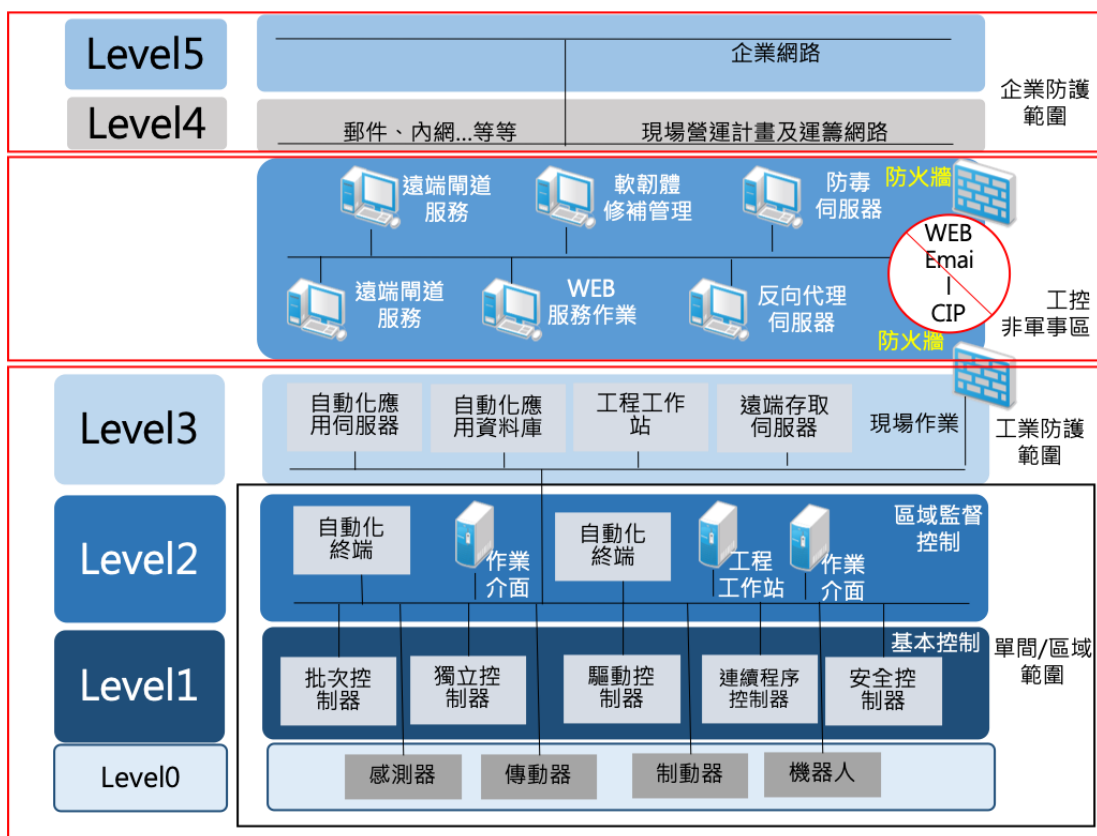 Level5
企業網路
企業防護
範圍
Level4
郵件、內網...等等
現場營運計畫及運籌網路
遠端閘道
服務
軟韌體
修補管理
防毒
伺服器
防火牆
WEB
Emai
l
CIP
遠端閘道
服務
WEB
服務作業
反向代理
伺服器
防火牆
工控
非軍事區
Level3
自動化應
用伺服器
自動化應
用資料庫
工程工作
站
遠端存取
伺服器
現場作業
工業防護
範圍
Level2
自動化
終端
作業
介面
自動化
終端
工程
工作站
作業
介面
區域監督
控制
Level1
基本控制
批次控
制器
獨立控
制器
驅動控
制器
連續程序
控制器
安全控
制器
單間/區域
範圍
Level0
感測器
傳動器
制動器
機器人